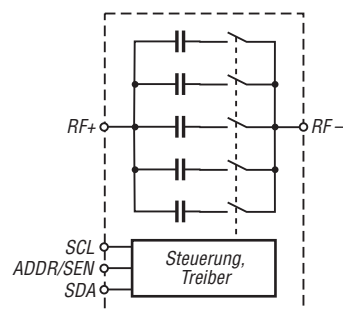 RF+
RF–
SCL
ADDR/SEN
SDA
Steuerung,
Treiber